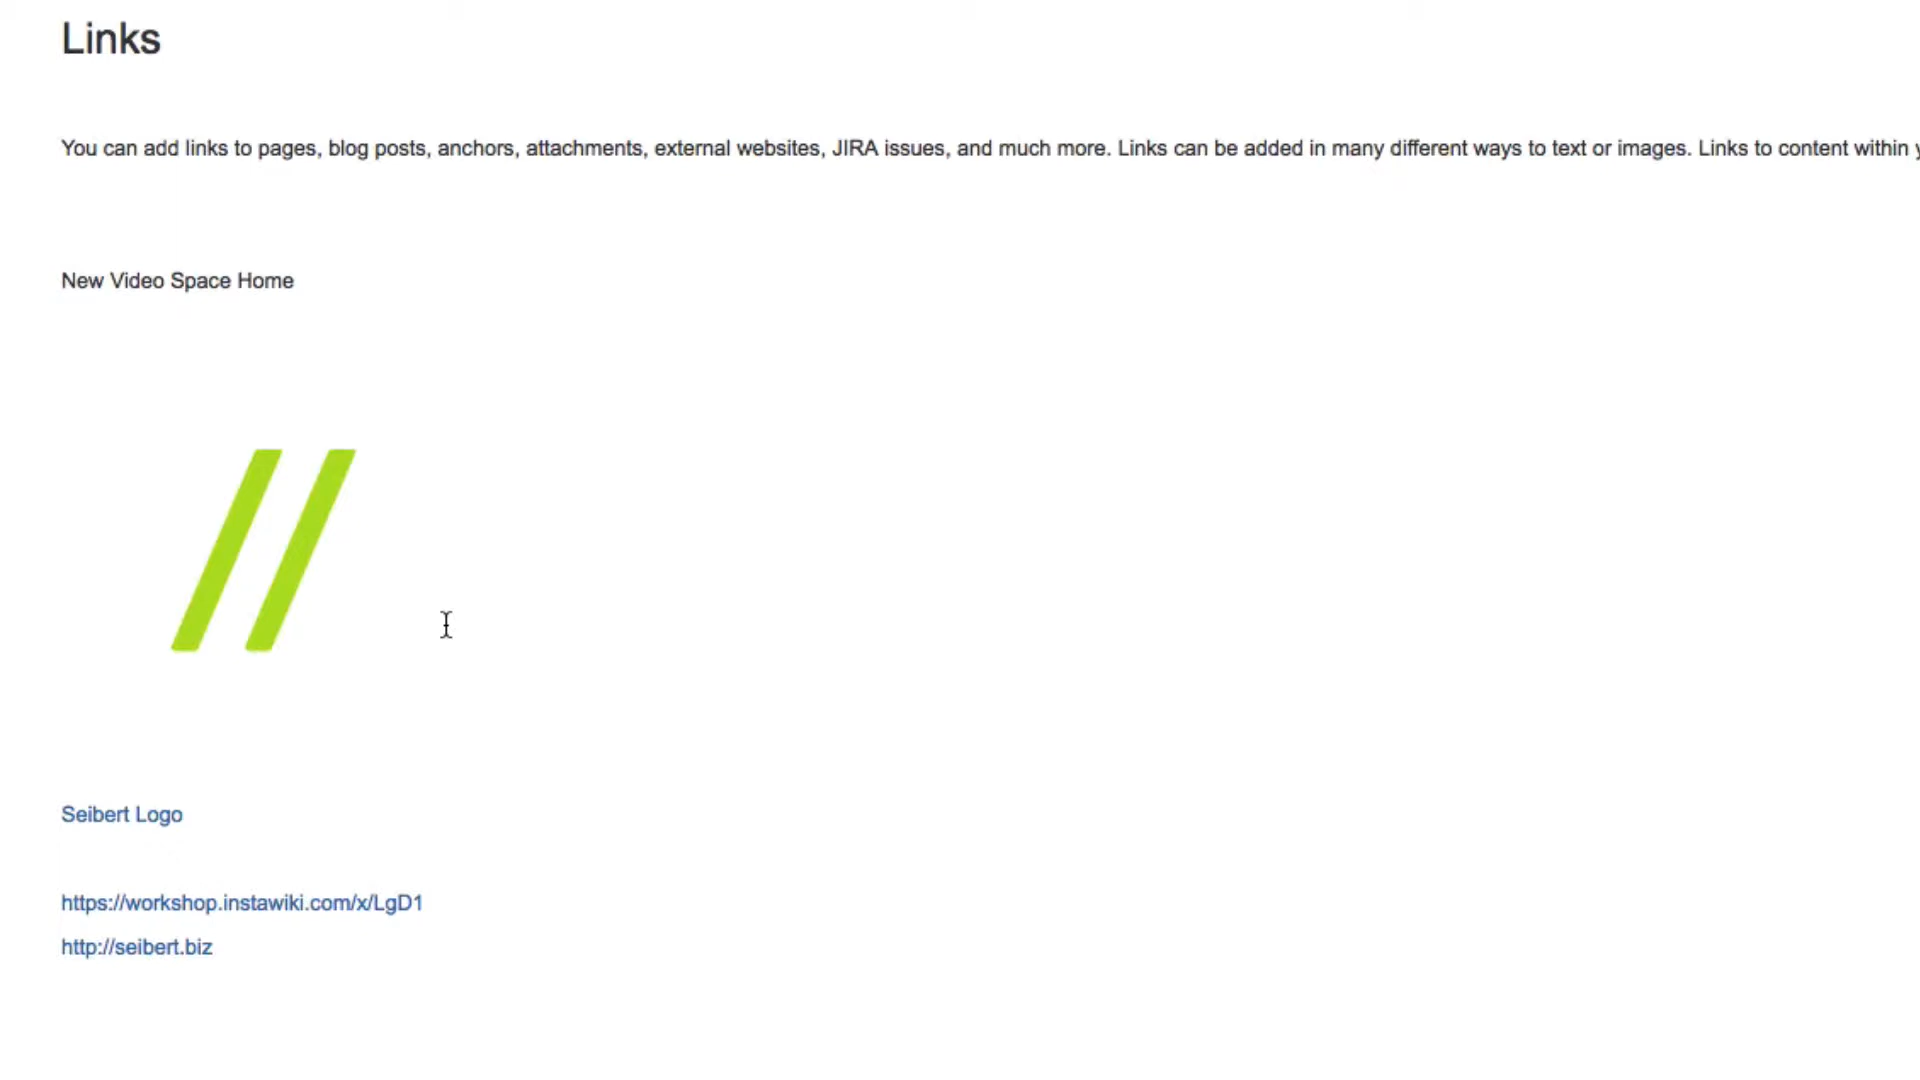 Links
You can add links to pages, blog posts, anchors, attachments, external websites, JIRA issues, and much more. Links can be added in many different ways to text or images. Links to content within
New Video Space Home
Seibert Logo
https://workshop.instawiki.com/x/LgD1
http://seibert.biz